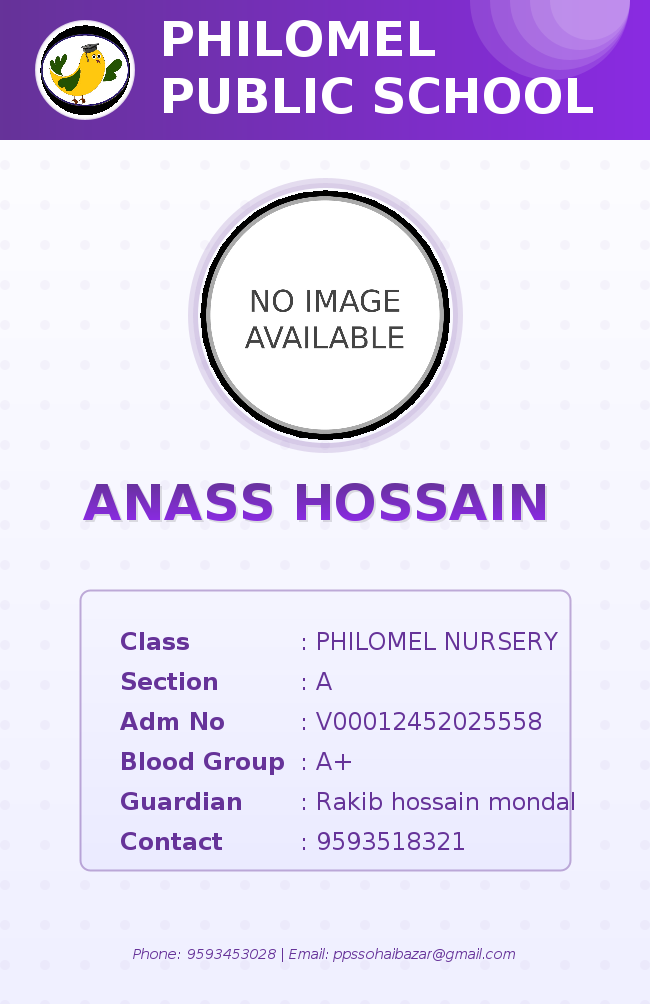 PHILOMEL
PUBLIC SCHOOL
NO IMAGE
AVAILABLE
ANASS HOSSAIN
Class : PHILOMEL NURSERY
Section : A
Adm No : V00012452025558
Blood Group : A+
Guardian : Rakib hossain mondal
Contact : 9593518321
Phone: 9593453028 | Email: ppssohaibazar@gmail.com